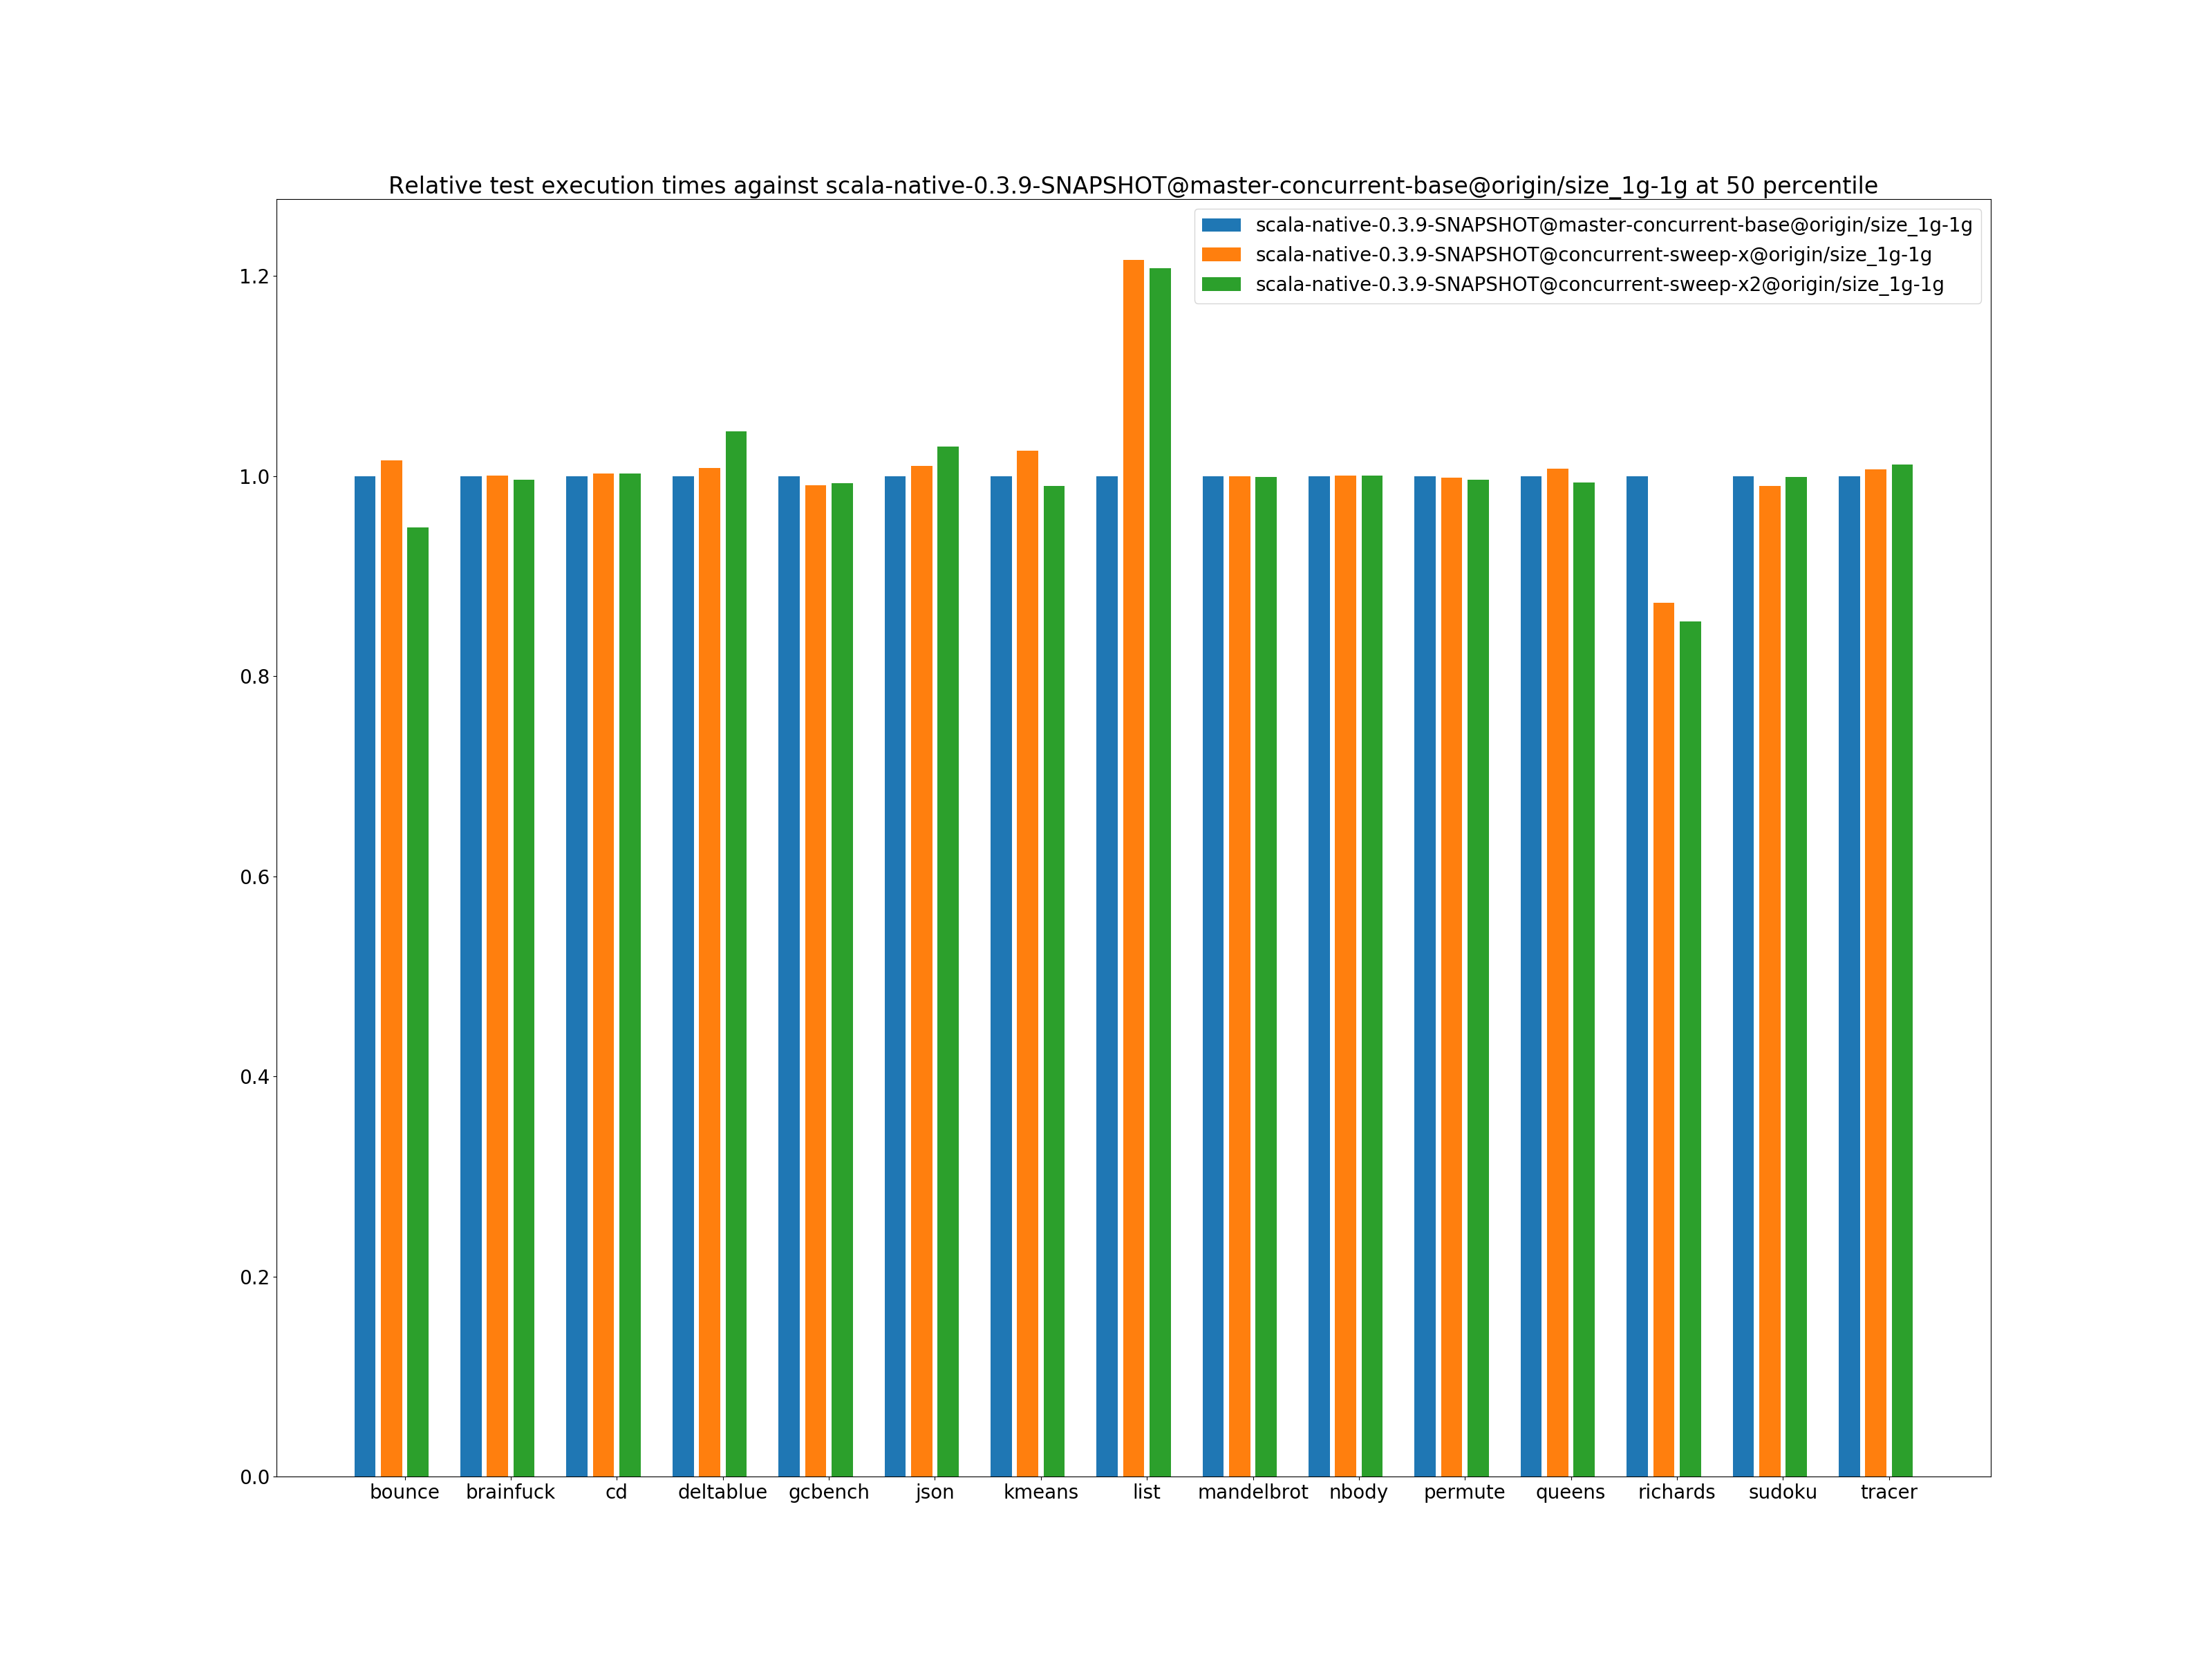 Relative test execution times against scala-native-0.3.9-SNAPSHOT@master-concurrent-base@origin/size_1g-1g at 50 percentile
scala-native-0.3.9-SNAPSHOT@master-concurrent-base@origin/size_1g-1g
scala-native-0.3.9-SNAPSHOT@concurrent-sweep-x@origin/size_1g-1g
scala-native-0.3.9-SNAPSHOT@concurrent-sweep-x2@origin/size_1g-1g
1.2
1.0
0.8
0.6
0.4
0.2
0.0
bounce brainfuck cd deltablue gcbench json kmeans list mandelbrot nbody permute queens richards sudoku tracer